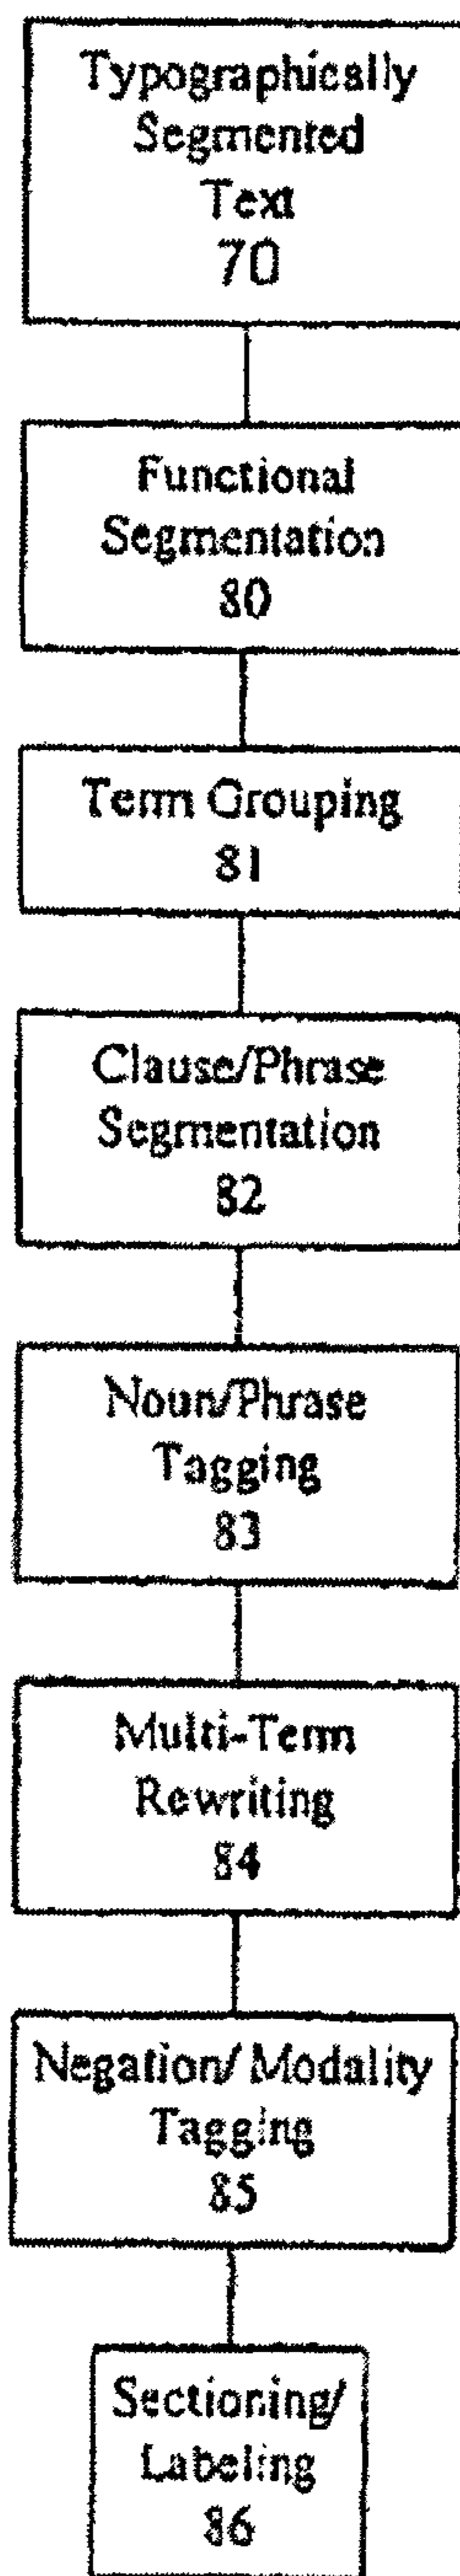 Typographically
Segmented
Text
70
Functional
Segmentation
80
Term Grouping
81
Clause/Phrase
Segmentation
82
Noun/Phrase
Tagging
83
Multi-Term
Rewriting
84
Negation/ Modality
Tagging
85
Sectioning/
Labeling
86